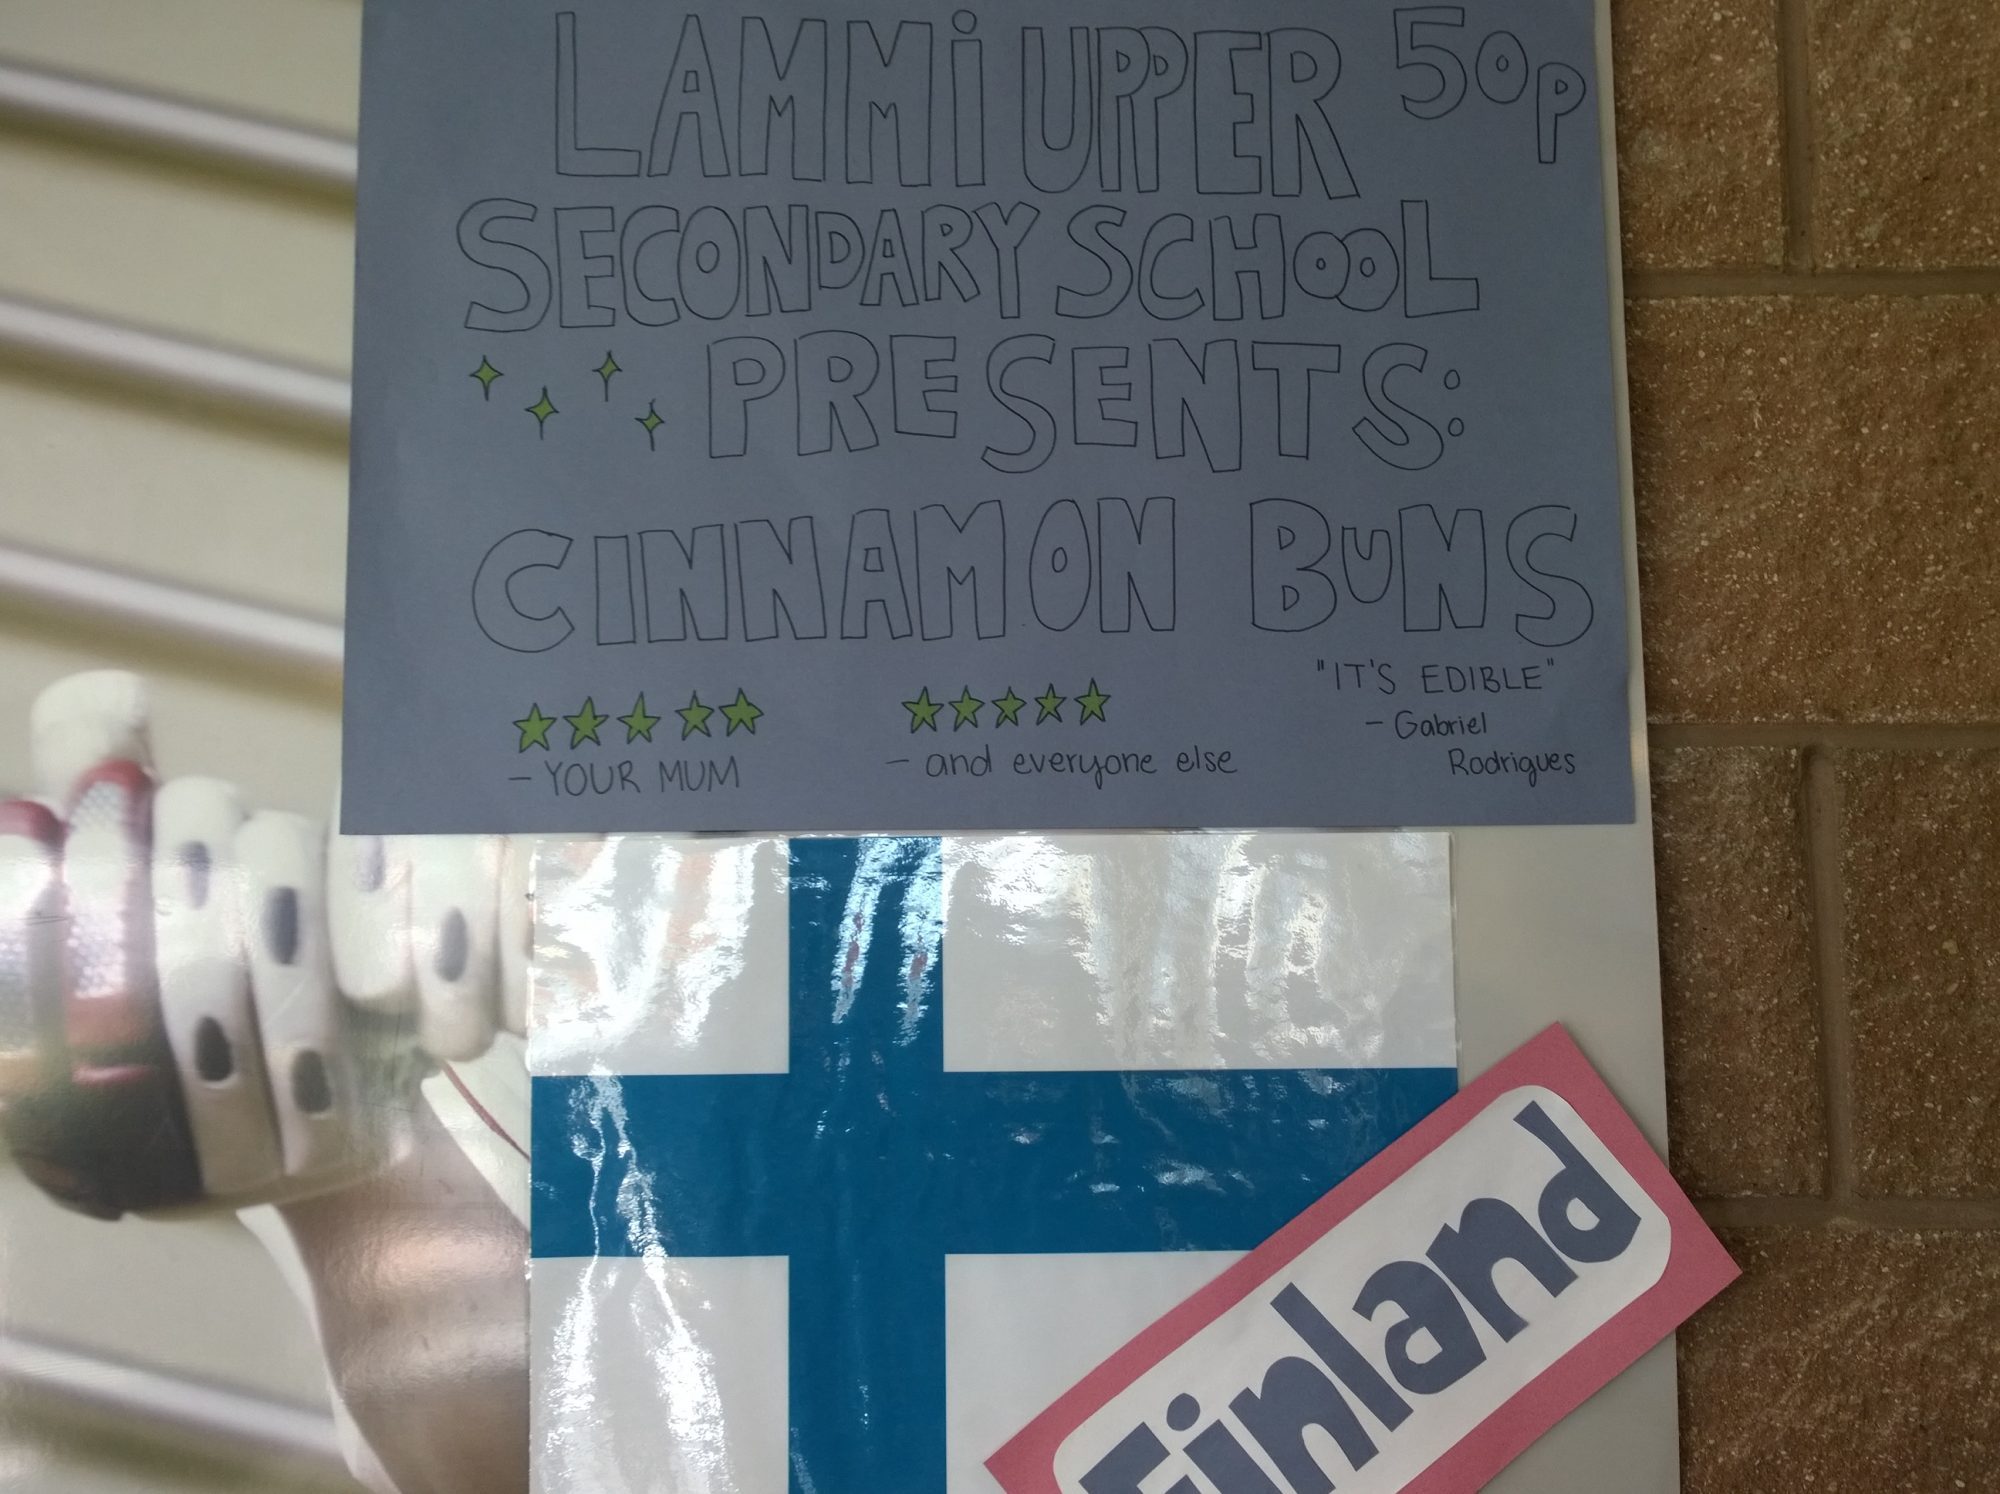 LAMMi UPPER 50p
SECONDARY SCHOOL
PRESENTS:
CINNAMON BUNS
"IT'S EDIBLE"
- Gabriel
Rodrigues
- YOUR MUM
- and everyone else
Finland